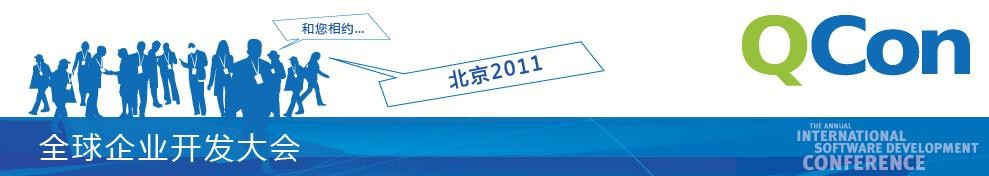 和您相约...
北京2011
QCon
全球企业开发大会
THE ANNUAL
INTERNATIONAL
SOFTWARE DEVELOPMENT
CONFERENCE